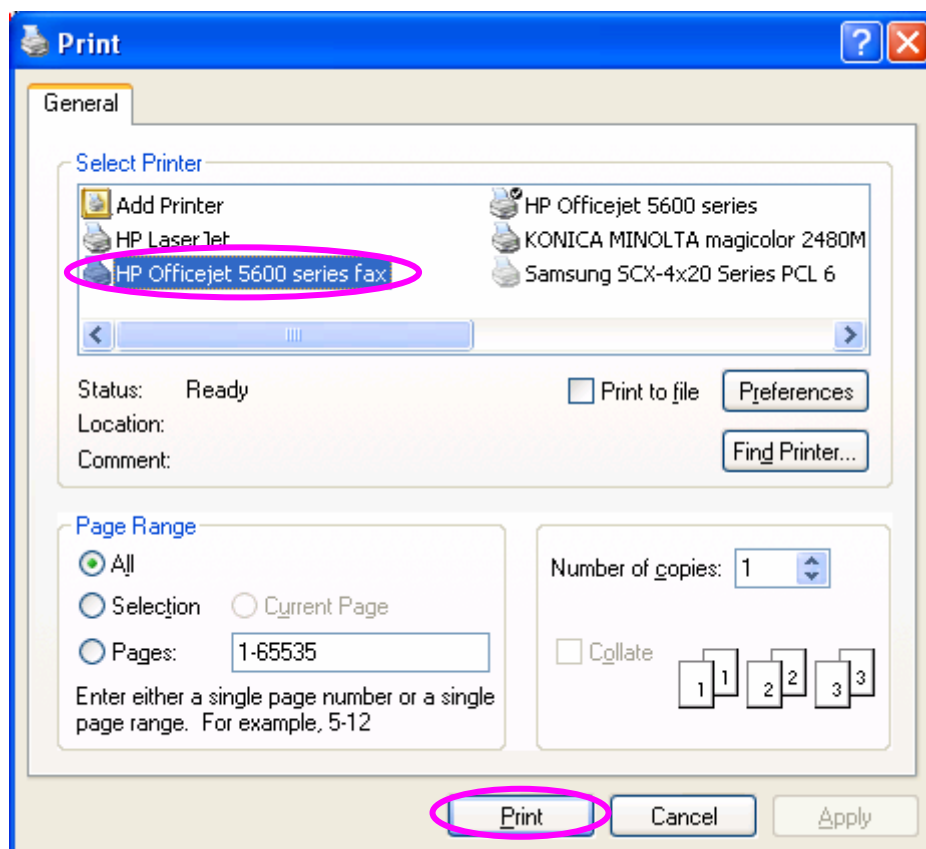 Print
General
Select Printer
Add Printer
HP LaserJet
HP Officejet 5600 series fax
HP Officejet 5600 series
KONICA MINOLTA magicolor 2480M
Samsung SCX-4x20 Series PCL 6
Status: Ready
Location:
Comment:
Print to file
Preferences
Find Printer...
Page Range
All
Selection
Current Page
Pages: 1-65535
Enter either a single page number or a single
page range. For example, 5-12
Number of copies: 1
Collate
1 1 2 2 3 3
Print Cancel Apply